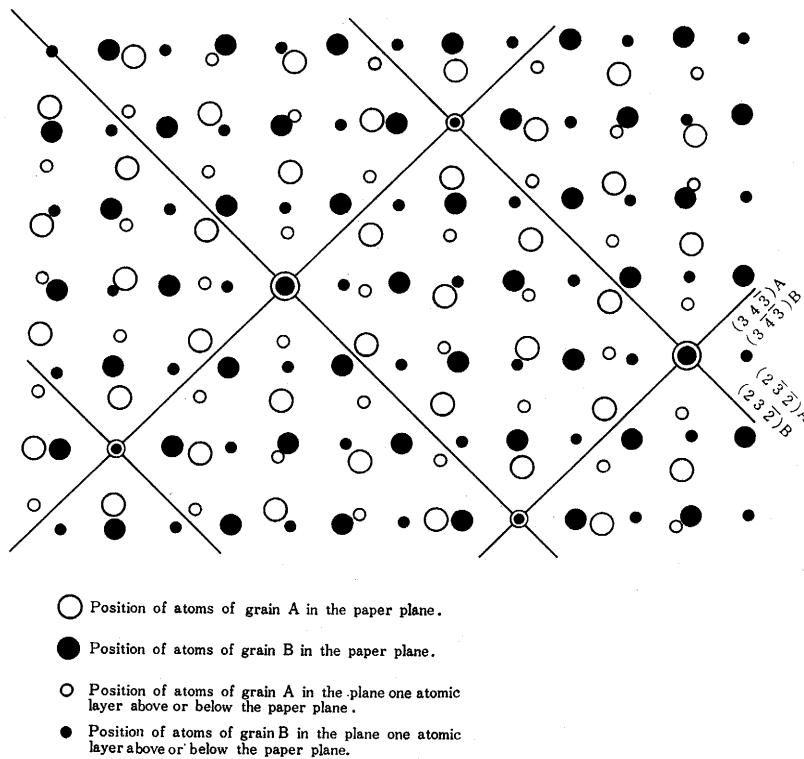 (3 4 3̄)A
(3 4̄ 3̄)B
(2 3̄ 2̄)A
(2 3 2̄)B
Position of atoms of grain A in the paper plane.
Position of atoms of grain B in the paper plane.
Position of atoms of grain A in the plane one atomic
layer above or below the paper plane.
Position of atoms of grain B in the plane one atomic
layer above or below the paper plane.